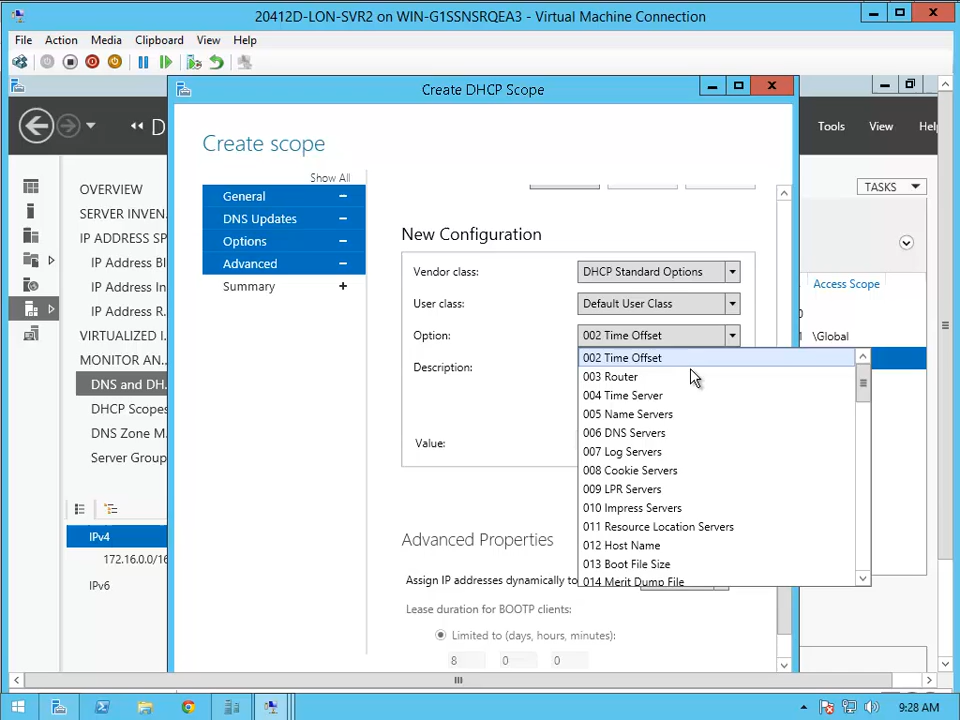 20412D-LON-SVR2 on WIN-G1SSNSRQEA3 - Virtual Machine Connection
File Action Media Clipboard View Help
Create DHCP Scope
D
Tools View Help
Create scope
Show All
General
DNS Updates
Options
Advanced
Summary
OVERVIEW
SERVER INVEN
IP ADDRESS SP
IP Address Bl
IP Address In
IP Address R
VIRTUALIZED I
MONITOR AN
DNS and DH
DHCP Scopes
DNS Zone M
Server Group
IPv4
172.16.0.0/16
IPv6
TASKS
Access Scope
0 \Global
New Configuration
Vendor class: DHCP Standard Options
User class: Default User Class
Option: 002 Time Offset
Description:
Value:
002 Time Offset
003 Router
004 Time Server
005 Name Servers
006 DNS Servers
007 Log Servers
008 Cookie Servers
009 LPR Servers
010 Impress Servers
011 Resource Location Servers
012 Host Name
013 Boot File Size
014 Merit Dump File
Advanced Properties
Assign IP addresses dynamically to
Lease duration for BOOTP clients:
Limited to (days, hours, minutes):
8 0 0
9:28 AM